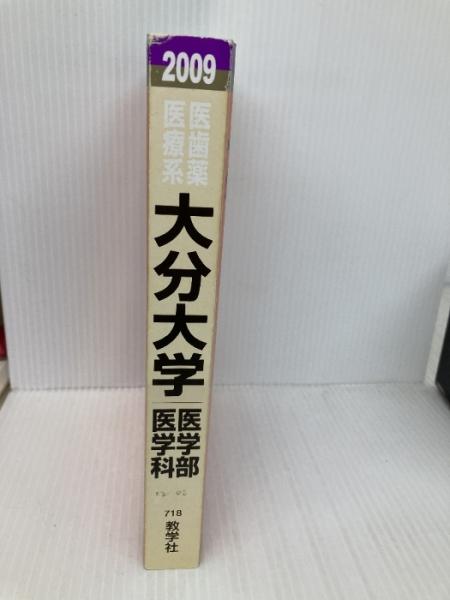 2009
医歯薬
医療系
大分大学
医学部
医学科
718
教学社